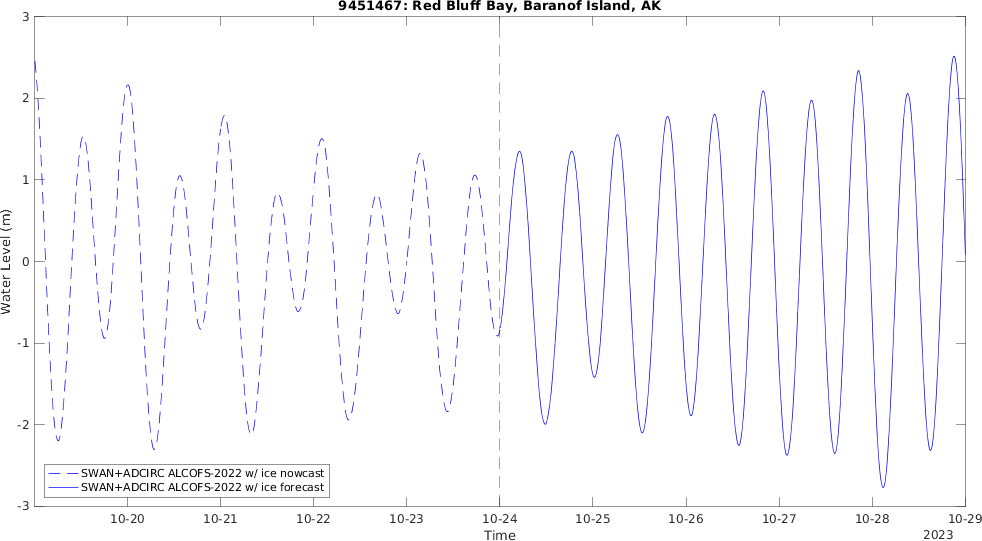 9451467: Red Bluff Bay, Baranof Island, AK
3
2
1
0
-1
-2
-3
Water Level (m)
SWAN+ADCIRC ALCOFS-2022 w/ ice nowcast
SWAN+ADCIRC ALCOFS-2022 w/ ice forecast
10-20 10-21 10-22 10-23 10-24 10-25 10-26 10-27 10-28 10-29
Time
2023